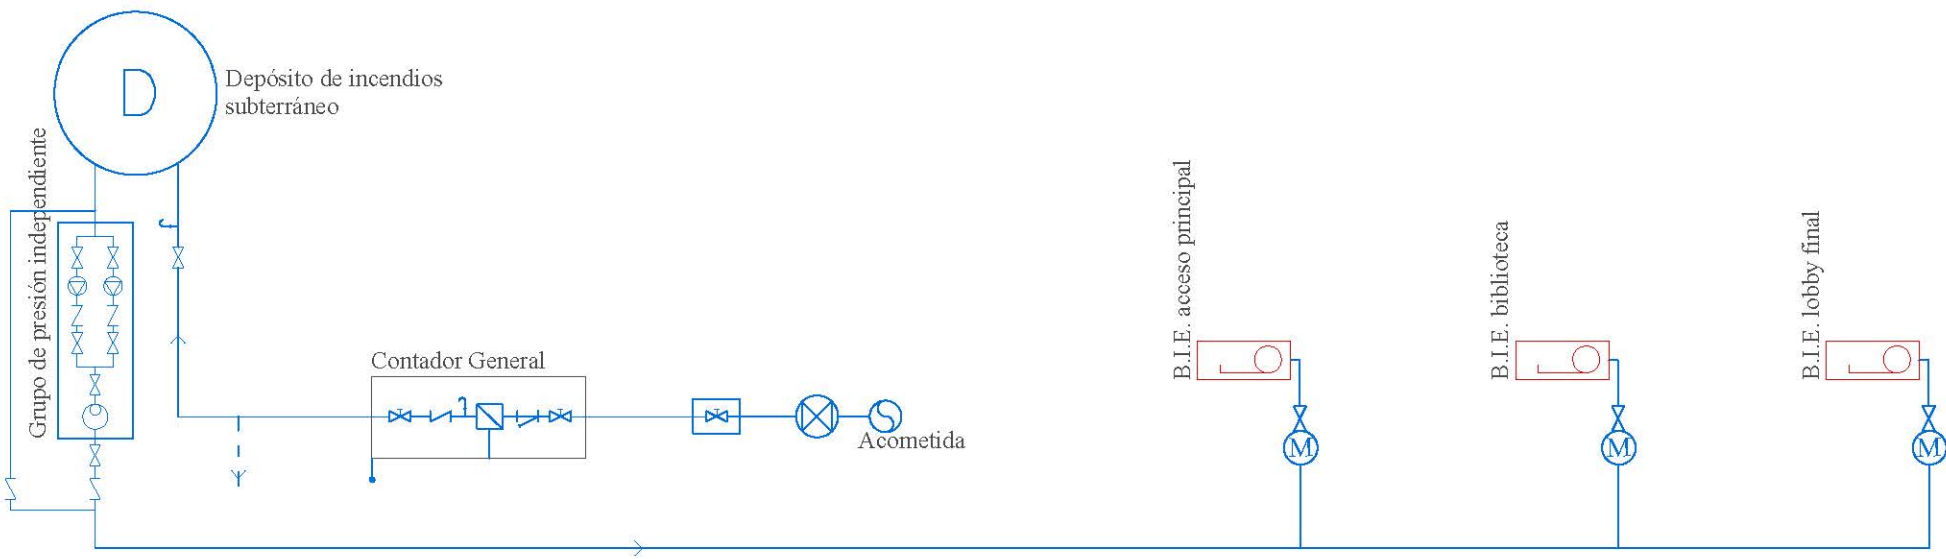 D
Depósito de incendios
subterráneo
Grupo de presión independiente
Contador General
Acometida
B.I.E. acceso principal
B.I.E. biblioteca
B.I.E. lobby final
M
M
M